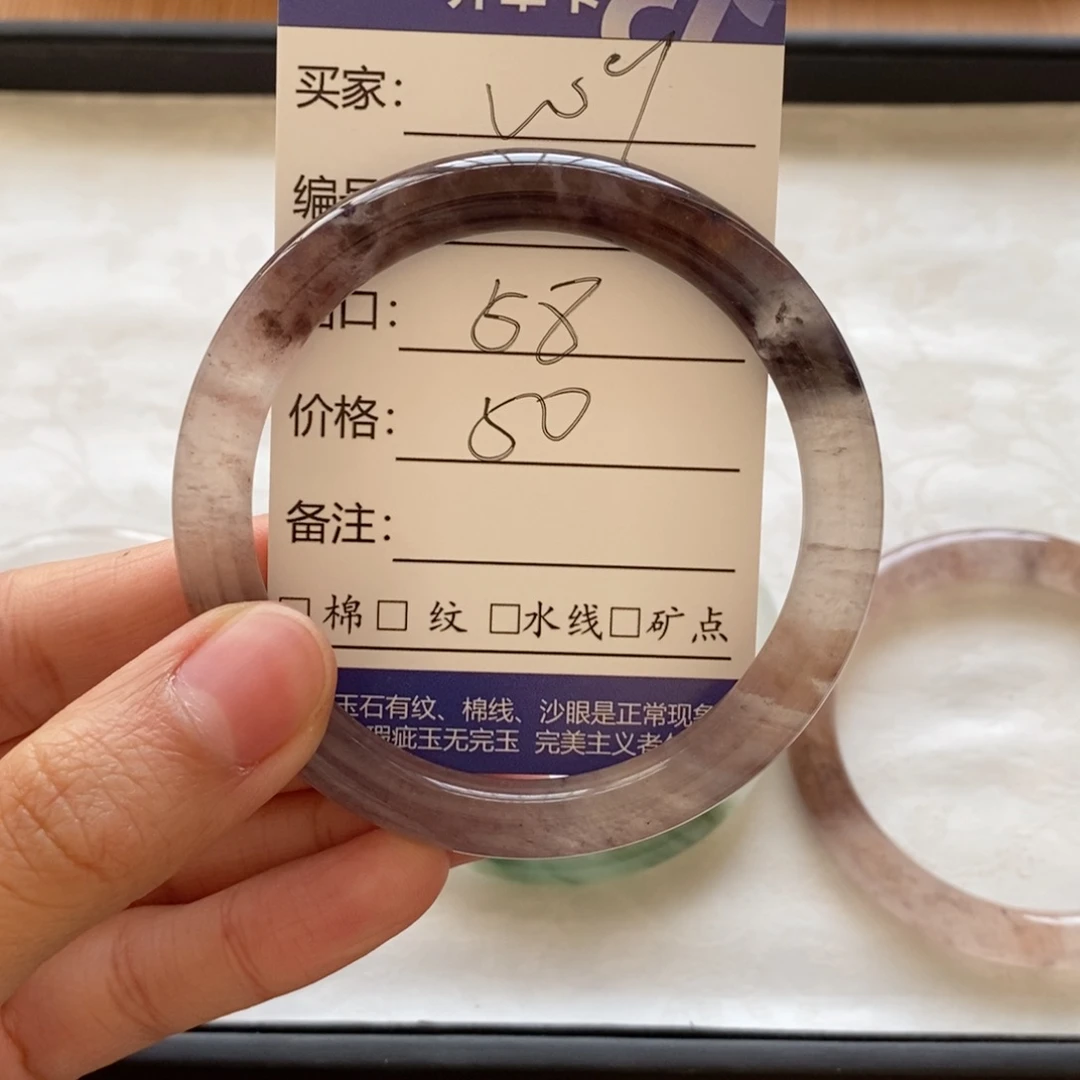 买家: wy
编号
口: 58
价格: 50
备注:
□棉□ 纹 □水线□矿点
玉石有纹、棉线、沙眼是正常现象
瑕疵玉无完玉 完美主义者